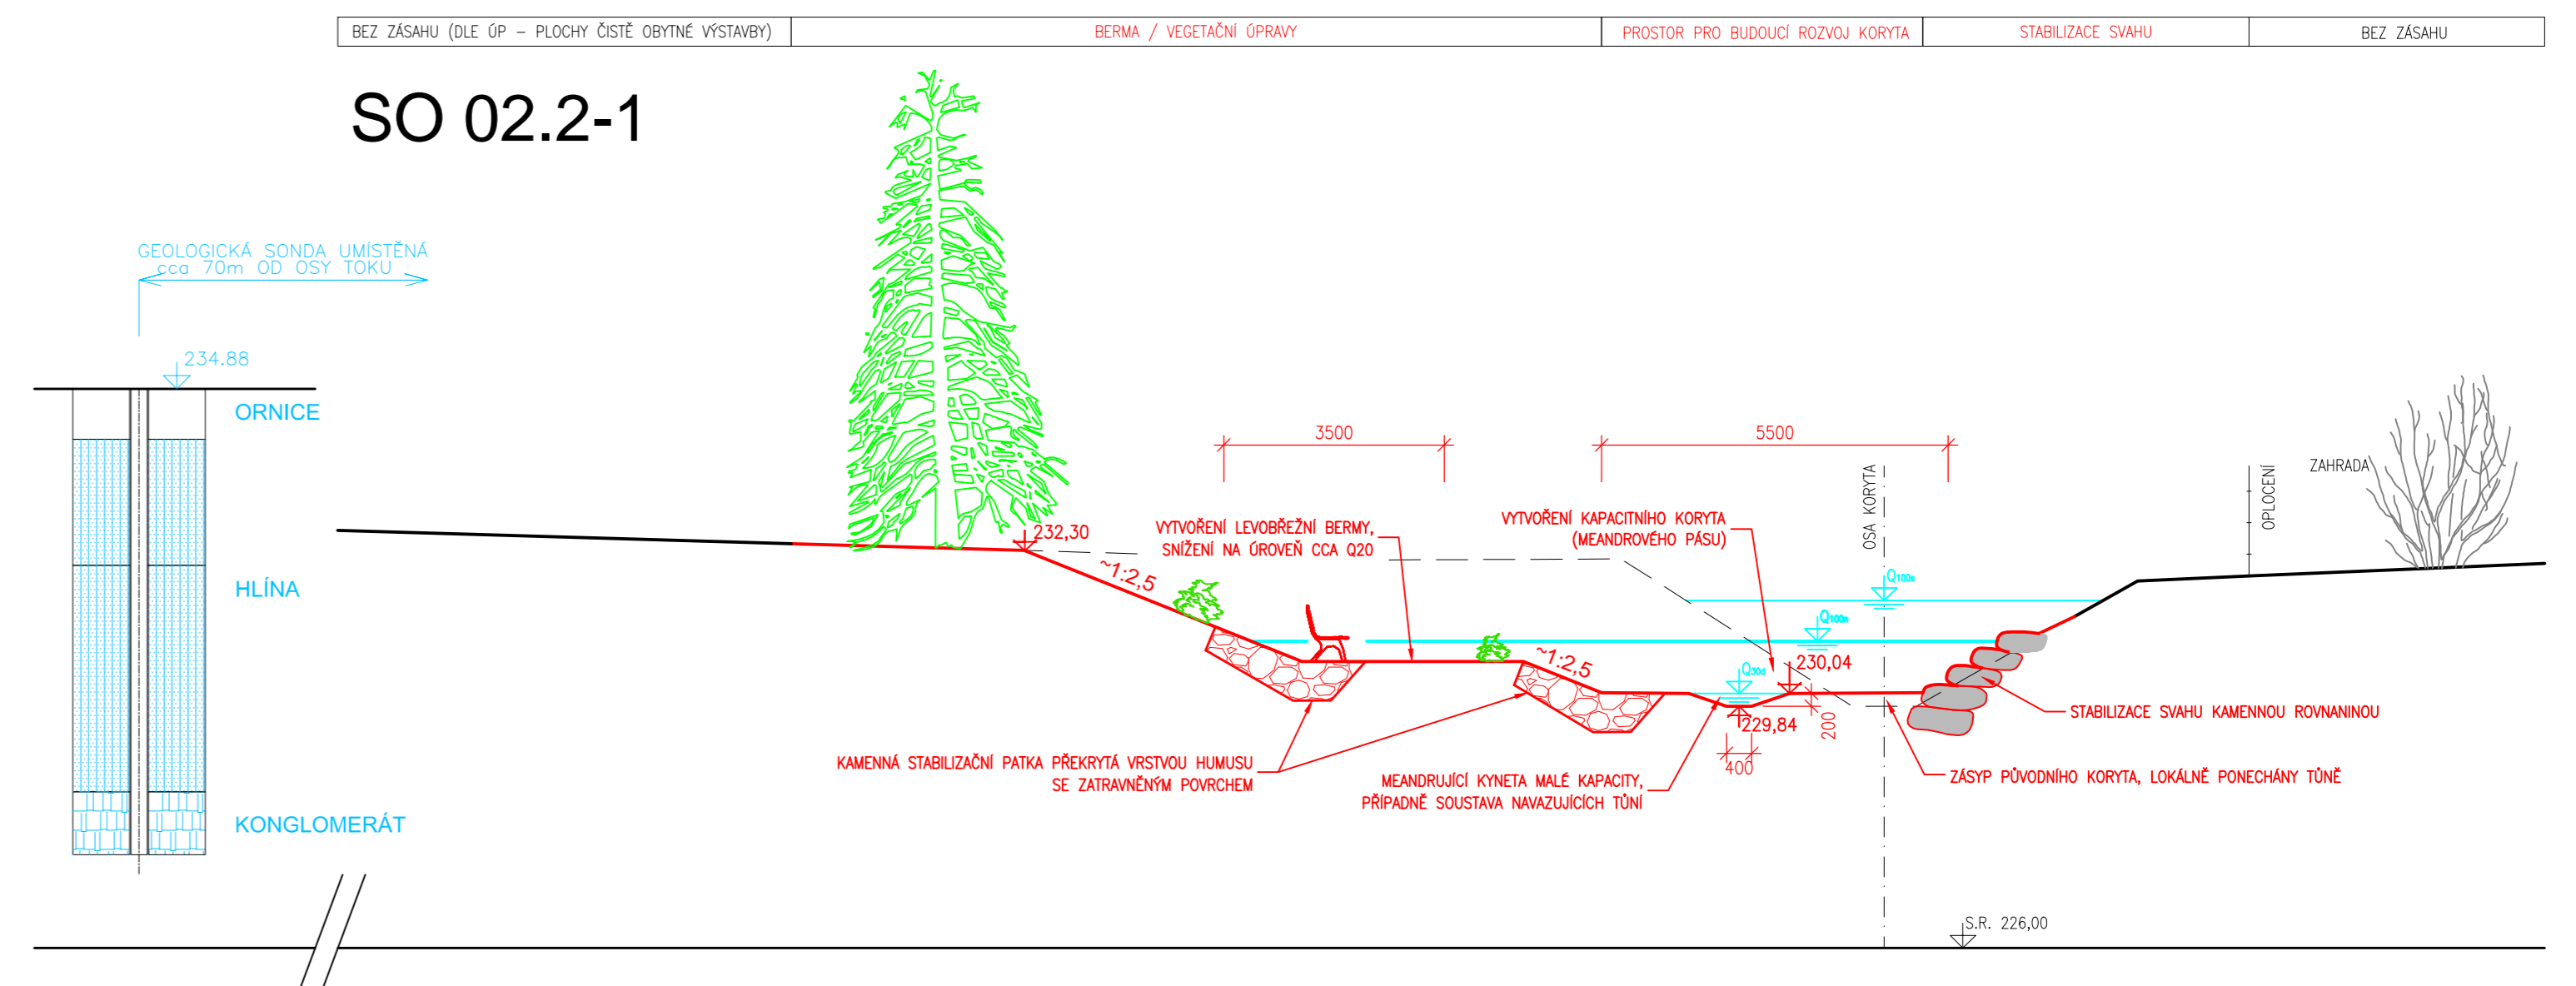 BEZ ZÁSAHU (DLE ÚP – PLOCHY ČISTĚ OBYTNÉ VÝSTAVBY)
BERMA / VEGETAČNÍ ÚPRAVY
PROSTOR PRO BUDOUCÍ ROZVOJ KORYTA
STABILIZACE SVAHU
BEZ ZÁSAHU
SO 02.2-1
GEOLOGICKÁ SONDA UMÍSTĚNÁ
cca 70m OD OSY TOKU
234.88
ORNICE
HLÍNA
KONGLOMERÁT
3500
5500
232,30
~1:2,5
VYTVOŘENÍ LEVOBŘEŽNÍ BERMY,
SNÍŽENÍ NA ÚROVEŇ CCA Q20
VYTVOŘENÍ KAPACITNÍHO KORYTA
(MEANDROVÉHO PÁSU)
OSA KORYTA
OPLOCENÍ
ZAHRADA
Q100s
Q100n
~1:2,5
Q30d
230,04
229,84
200
400
STABILIZACE SVAHU KAMENNOU ROVNANINOU
KAMENNÁ STABILIZAČNÍ PATKA PŘEKRYTÁ VRSTVOU HUMUSU
SE ZATRAVNĚNÝM POVRCHEM
MEANDRUJÍCÍ KYNETA MALÉ KAPACITY,
PŘÍPADNĚ SOUSTAVA NAVAZUJÍCÍCH TŮNÍ
ZÁSYP PŮVODNÍHO KORYTA, LOKÁLNĚ PONECHÁNY TŮNĚ
S.R. 226,00